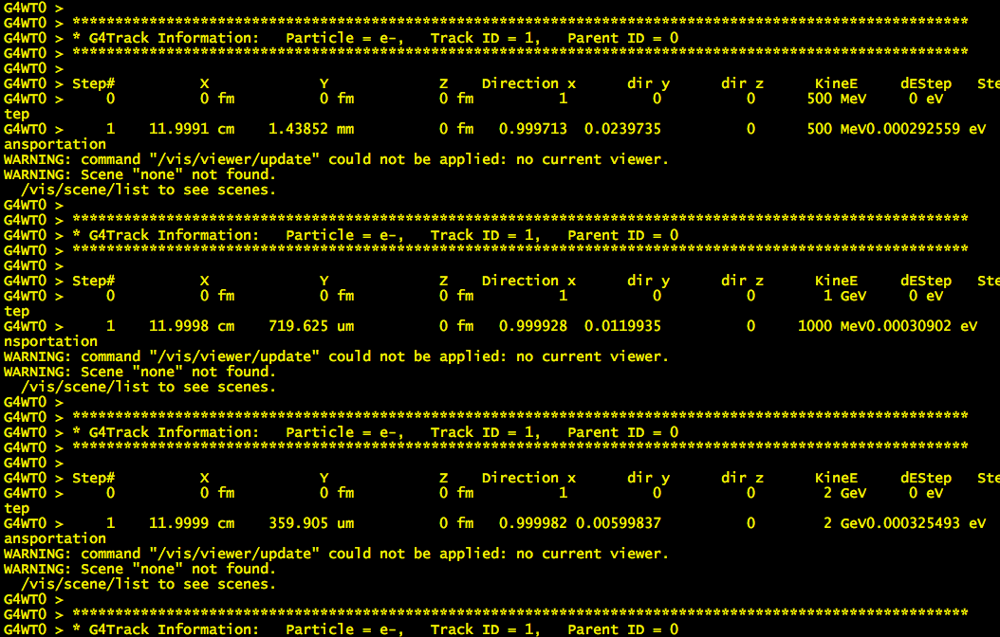 G4WT0 >
G4WT0 > *********************************************************************************************************
G4WT0 > * G4Track Information:   Particle = e-,   Track ID = 1,   Parent ID = 0
G4WT0 > *********************************************************************************************************
G4WT0 >
G4WT0 > Step#          X             Y             Z    Direction x      dir y      dir z      KineE     dEStep   Ste
G4WT0 >     0          0 fm          0 fm          0 fm          1          0          0      500 MeV     0 eV
tep
G4WT0 >     1    11.9991 cm    1.43852 mm          0 fm   0.999713  0.0239735          0      500 MeV0.000292559 eV
ansportation
WARNING: command "/vis/viewer/update" could not be applied: no current viewer.
WARNING: Scene "none" not found.
  /vis/scene/list to see scenes.
G4WT0 >
G4WT0 > *********************************************************************************************************
G4WT0 > * G4Track Information:   Particle = e-,   Track ID = 1,   Parent ID = 0
G4WT0 > *********************************************************************************************************
G4WT0 >
G4WT0 > Step#          X             Y             Z    Direction x      dir y      dir z      KineE     dEStep   Ste
G4WT0 >     0          0 fm          0 fm          0 fm          1          0          0        1 GeV     0 eV
tep
G4WT0 >     1    11.9998 cm    719.625 um          0 fm   0.999928  0.0119935          0     1000 MeV0.00030902 eV
nsportation
WARNING: command "/vis/viewer/update" could not be applied: no current viewer.
WARNING: Scene "none" not found.
  /vis/scene/list to see scenes.
G4WT0 >
G4WT0 > *********************************************************************************************************
G4WT0 > * G4Track Information:   Particle = e-,   Track ID = 1,   Parent ID = 0
G4WT0 > *********************************************************************************************************
G4WT0 >
G4WT0 > Step#          X             Y             Z    Direction x      dir y      dir z      KineE     dEStep   Ste
G4WT0 >     0          0 fm          0 fm          0 fm          1          0          0        2 GeV     0 eV
tep
G4WT0 >     1    11.9999 cm    359.905 um          0 fm   0.999982 0.00599837          0        2 GeV0.000325493 eV
ansportation
WARNING: command "/vis/viewer/update" could not be applied: no current viewer.
WARNING: Scene "none" not found.
  /vis/scene/list to see scenes.
G4WT0 >
G4WT0 > *********************************************************************************************************
G4WT0 > * G4Track Information:   Particle = e-,   Track ID = 1,   Parent ID = 0